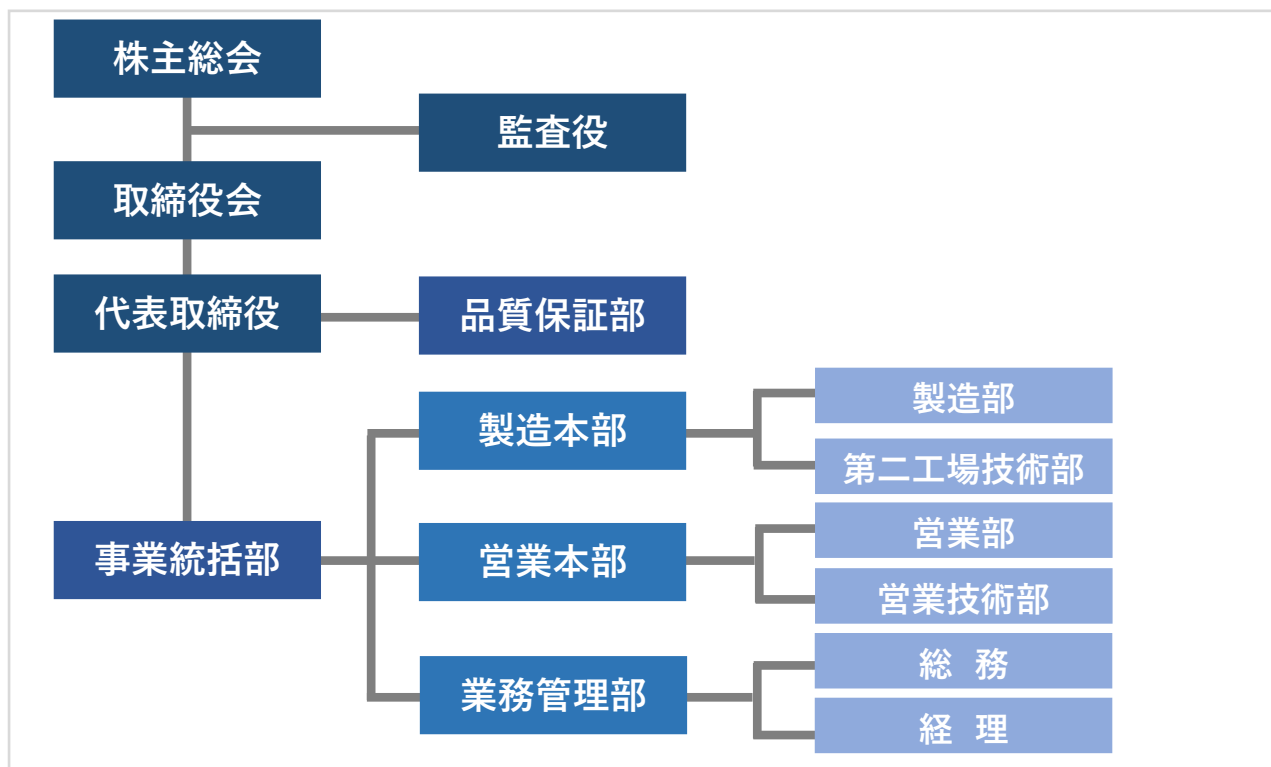 株主総会
監査役
取締役会
代表取締役
品質保証部
製造本部
製造部
第二工場技術部
事業統括部
営業本部
営業部
営業技術部
業務管理部
総 務
経 理